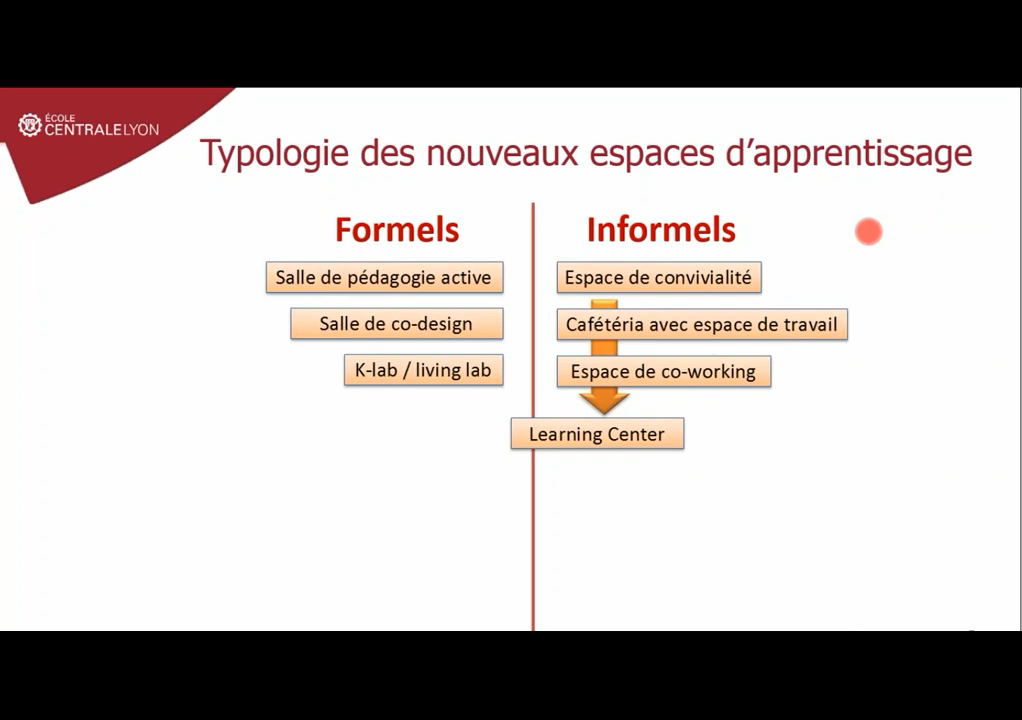 ÉCOLE
CENTRALELYON
Typologie des nouveaux espaces d’apprentissage
Formels
Salle de pédagogie active
Salle de co-design
K-lab / living lab
Informels
Espace de convivialité
Cafétéria avec espace de travail
Espace de co-working
Learning Center